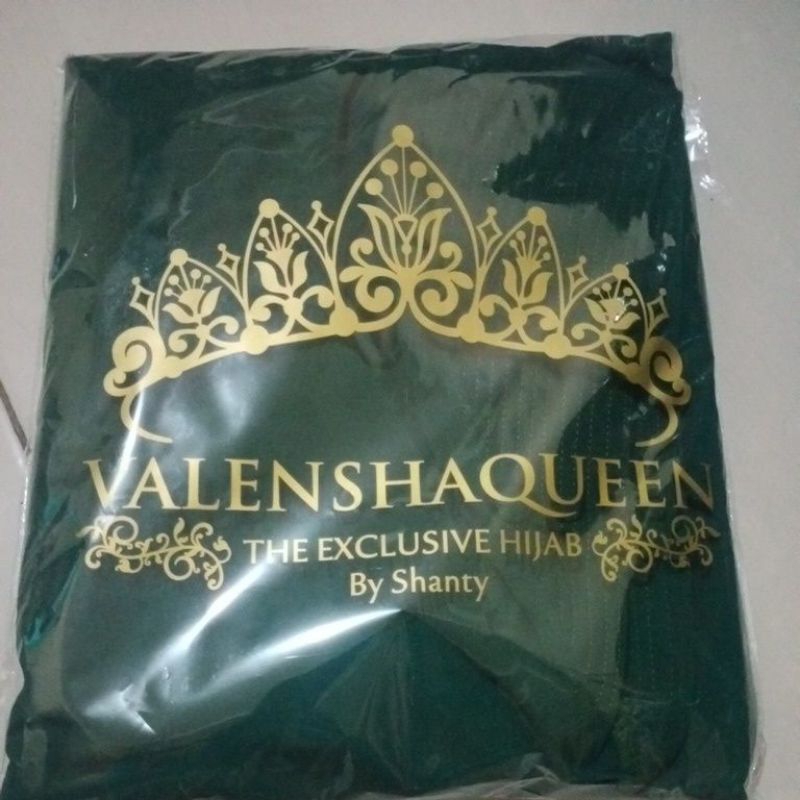 VALENSHAQUEEN
THE EXCLUSIVE HIJAB
By Shanty